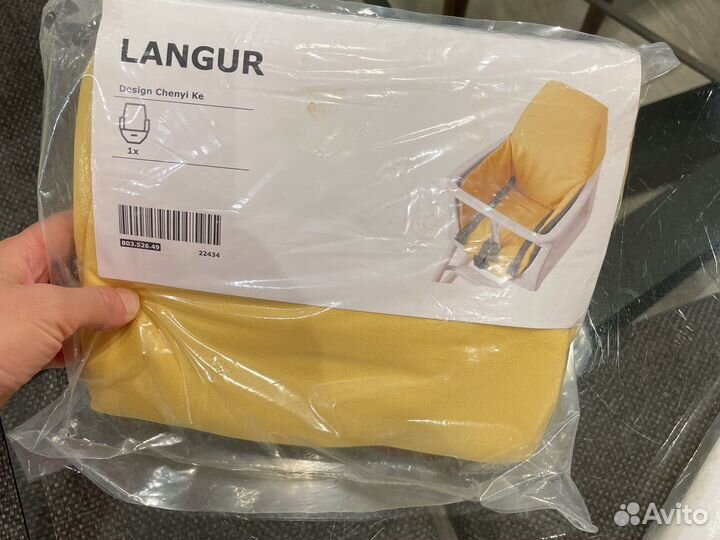 LANGUR
Design Chenyi Ke
1x
803.526.49
22434
Avito